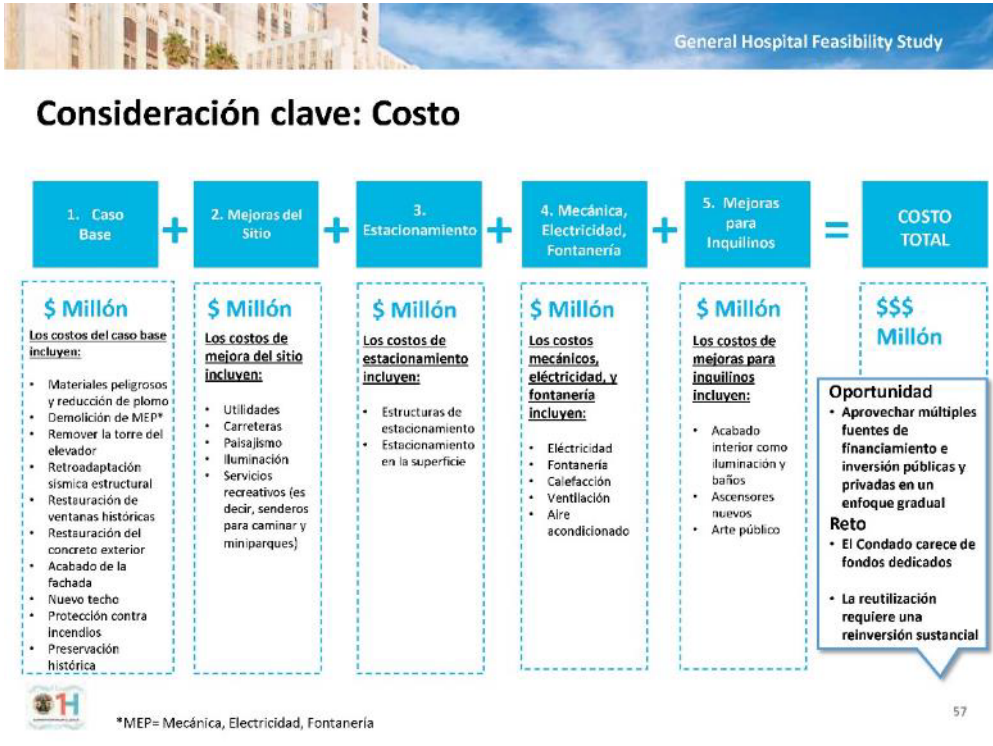 General Hospital Feasibility Study
Consideración clave: Costo
1. Caso
Base
+
2. Mejoras del
Sitio
+
3.
Estacionamiento
+
4. Mecánica,
Electricidad,
Fontanería
+
5. Mejoras
para
Inquilinos
=
COSTO
TOTAL
$ Millón
Los costos del caso base
incluyen:
• Materiales peligrosos
y reducción de plomo
• Demolición de MEP*
• Remover la torre del
elevador
• Retroadaptación
sísmica estructural
• Restauración de
ventanas históricas
• Restauración del
concreto exterior
• Acabado de la
fachada
• Nuevo techo
• Protección contra
incendios
• Preservación
histórica
$ Millón
Los costos de
mejora del sitio
incluyen:
• Utilidades
• Carreteras
• Paisajismo
• Iluminación
• Servicios
recreativos (es
decir, senderos
para caminar y
miniparques)
$ Millón
Los costos de
estacionamiento
incluyen:
• Estructuras de
estacionamiento
• Estacionamiento
en la superficie
$ Millón
Los costos
mecánicos,
eléctricidad, y
fontanería
incluyen:
• Eléctricidad
• Fontanería
• Calefacción
• Ventilación
• Aire
acondicionado
$ Millón
Los costos de
mejoras para
inquilinos
incluyen:
• Acabado
interior como
iluminación y
baños
• Ascensores
nuevos
• Arte público
$$$
Millón
Oportunidad
• Aprovechar múltiples
fuentes de
financiamiento e
inversión públicas y
privadas en un
enfoque gradual
Reto
• El Condado carece de
fondos dedicados
• La reutilización
requiere una
reinversión sustancial
*MEP= Mecánica, Electricidad, Fontanería
57